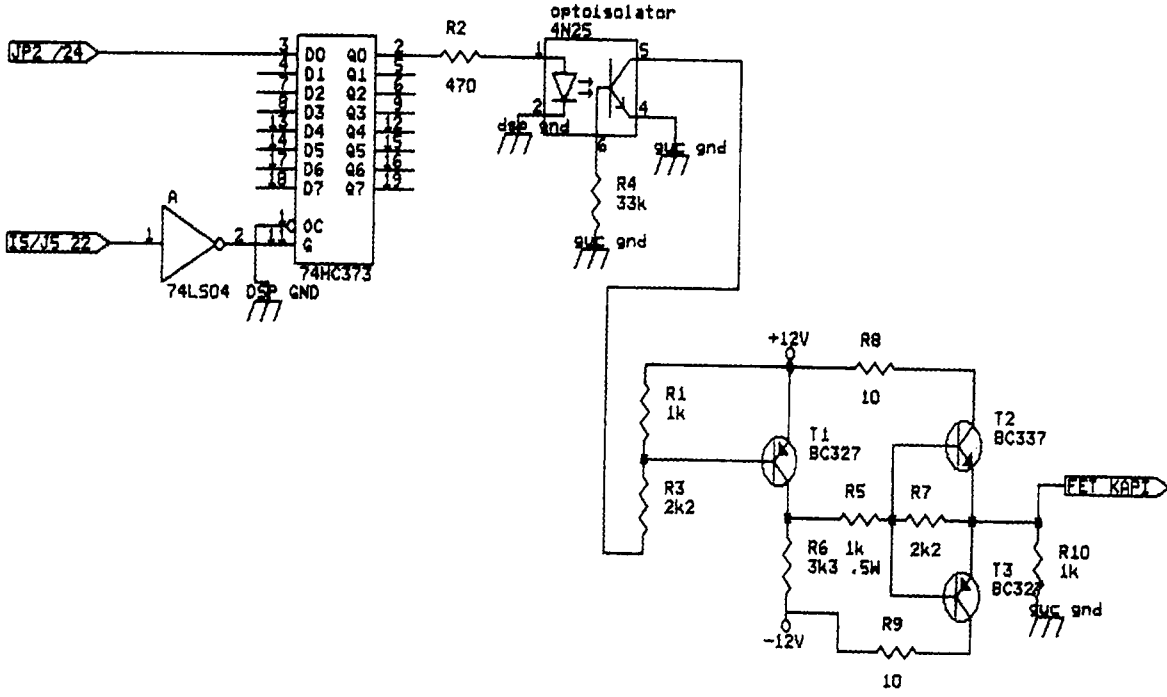 optoisolator
4N25
JP2 /24
3 D0 Q0 2
4 D1 Q1 5
7 D2 Q2 6
8 D3 Q3 9
13 D4 Q4 12
14 D5 Q5 15
17 D6 Q6 16
18 D7 Q7 19
1 OC
11 G
74HC373
R2
470
1
2
5
4
6
dsp gnd
guc gnd
R4
33k
guc gnd
A
IS/J5 22
1
2
74LS04
DSP GND
+12V
R8
10
R1
1k
T1
BC327
T2
BC337
R3
2k2
R5
1k
R7
2k2
FET KAPI
R6
3k3 .5W
T3
R10
1k
guc gnd
-12V
R9
10